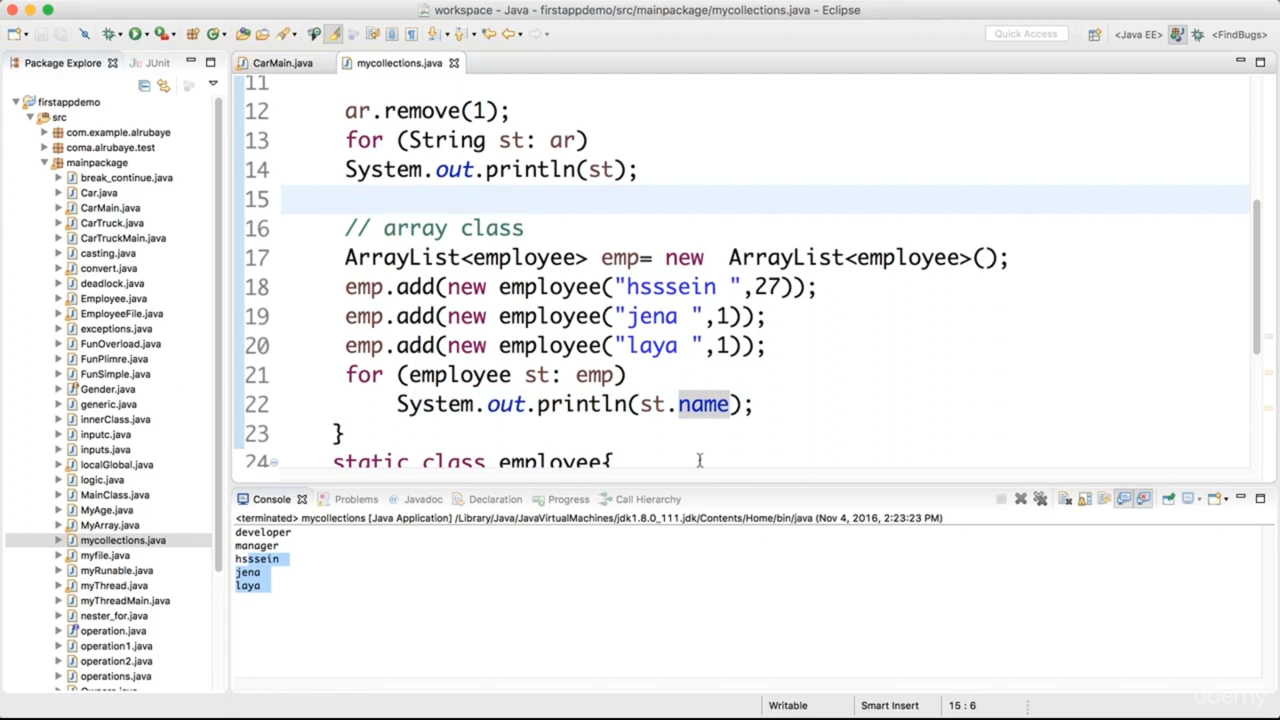 workspace - Java - firstappdemo/src/mainpackage/mycollections.java - Eclipse
Quick Access
<Java EE>
<FindBugs>
Package Explorer
JUnit
firstappdemo
src
com.example.alrubaye
coma.alrubaye.test
mainpackage
break_continue.java
Car.java
CarMain.java
CarTruck.java
CarTruckMain.java
casting.java
convert.java
deadlock.java
Employee.java
EmployeeFile.java
exceptions.java
FunOverload.java
FunPlimre.java
FunSimple.java
Gender.java
generic.java
innerClass.java
inputc.java
inputs.java
localGlobal.java
logic.java
MainClass.java
MyAge.java
MyArray.java
mycollections.java
myfile.java
myRunable.java
myThread.java
myThreadMain.java
nester_for.java
operation.java
operation1.java
operation2.java
operations.java
CarMain.java
mycollections.java
11
12 ar.remove(1);
13 for (String st: ar)
14 System.out.println(st);
15
16 // array class
17 ArrayList<employee> emp= new  ArrayList<employee>();
18 emp.add(new employee("hsssein ",27));
19 emp.add(new employee("jena ",1));
20 emp.add(new employee("laya ",1));
21 for (employee st: emp)
22 System.out.println(st.name);
23 }
24 static class employee{
Console
Problems
Javadoc
Declaration
Progress
Call Hierarchy
<terminated> mycollections [Java Application] /Library/Java/JavaVirtualMachines/jdk1.8.0_111.jdk/Contents/Home/bin/java (Nov 4, 2016, 2:23:23 PM)
developer
manager
hsssein
jena
laya
Writable
Smart Insert
15 : 6
udemy